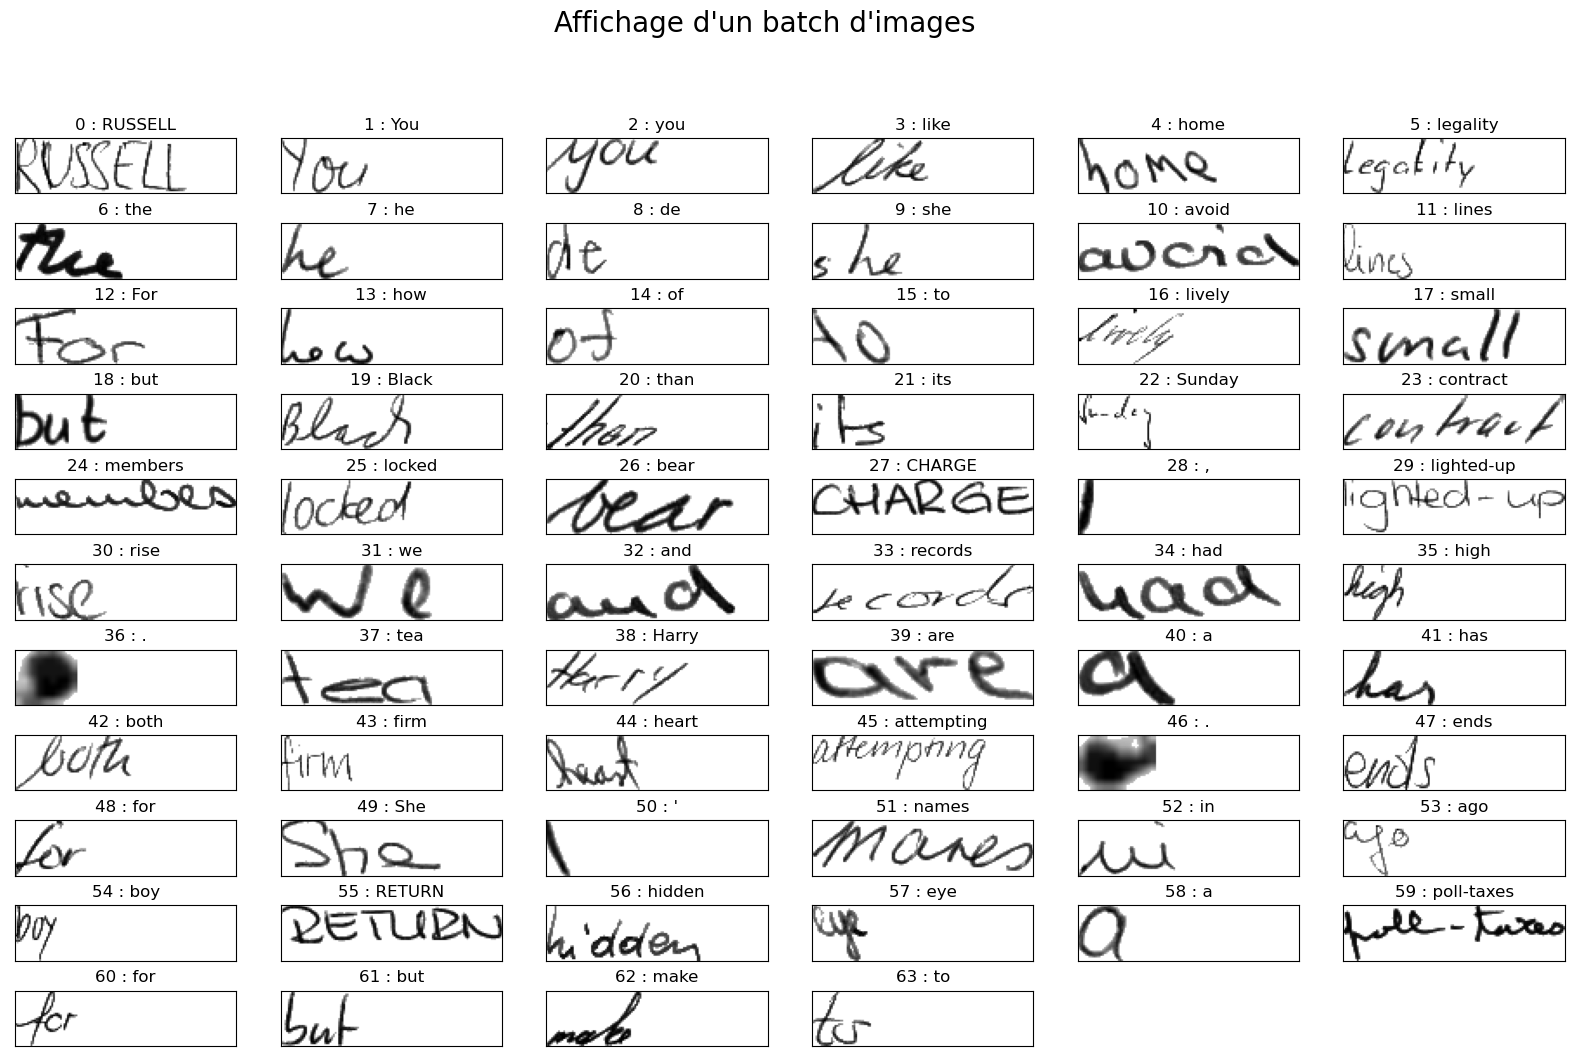 Affichage d'un batch d'images
0 : RUSSELL 1 : You 2 : you 3 : like 4 : home 5 : legality
RUSSELL You you like home legality
6 : the 7 : he 8 : de 9 : she 10 : avoid 11 : lines
the he de she avoid lines
12 : For 13 : how 14 : of 15 : to 16 : lively 17 : small
For how of to lively small
18 : but 19 : Black 20 : than 21 : its 22 : Sunday 23 : contract
but Black than its Sunday contract
24 : members 25 : locked 26 : bear 27 : CHARGE 28 : , 29 : lighted-up
members locked bear CHARGE , lighted-up
30 : rise 31 : we 32 : and 33 : records 34 : had 35 : high
rise we and records had high
36 : . 37 : tea 38 : Harry 39 : are 40 : a 41 : has
. tea Harry are a has
42 : both 43 : firm 44 : heart 45 : attempting 46 : . 47 : ends
both firm heart attempting . ends
48 : for 49 : She 50 : ' 51 : names 52 : in 53 : ago
for She ' names in ago
54 : boy 55 : RETURN 56 : hidden 57 : eye 58 : a 59 : poll-taxes
boy RETURN hidden eye a poll-taxes
60 : for 61 : but 62 : make 63 : to
for but make to